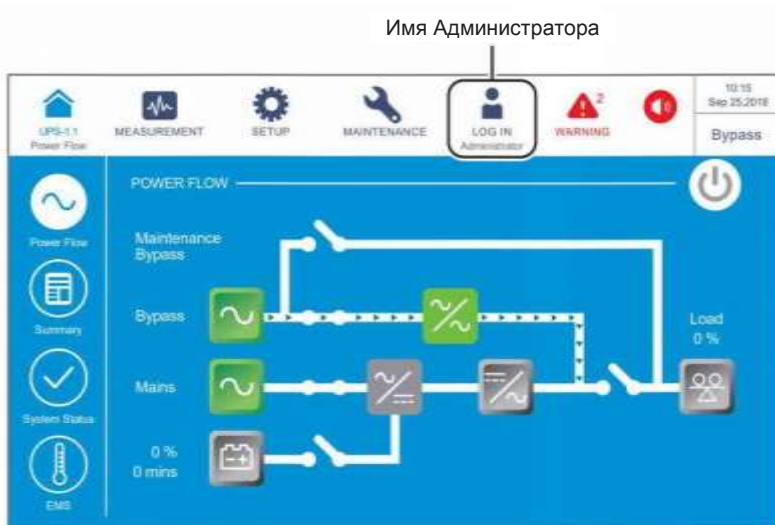 Имя Администратора
10:15
Sep 25,2018
UPS-1.1
Power Flow
MEASUREMENT
SETUP
MAINTENANCE
LOG IN
Administrator
2
WARNING
Bypass
POWER FLOW
Power Flow
Maintenance
Bypass
Summary
Bypass
Load
0 %
System Status
Mains
0 %
0 mins
EMS